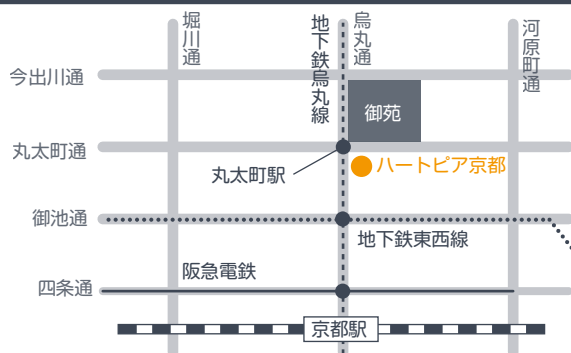 堀川通
地下鉄烏丸線
烏丸通
河原町通
今出川通
御苑
丸太町通
ハートピア京都
丸太町駅
御池通
地下鉄東西線
阪急電鉄
四条通
京都駅